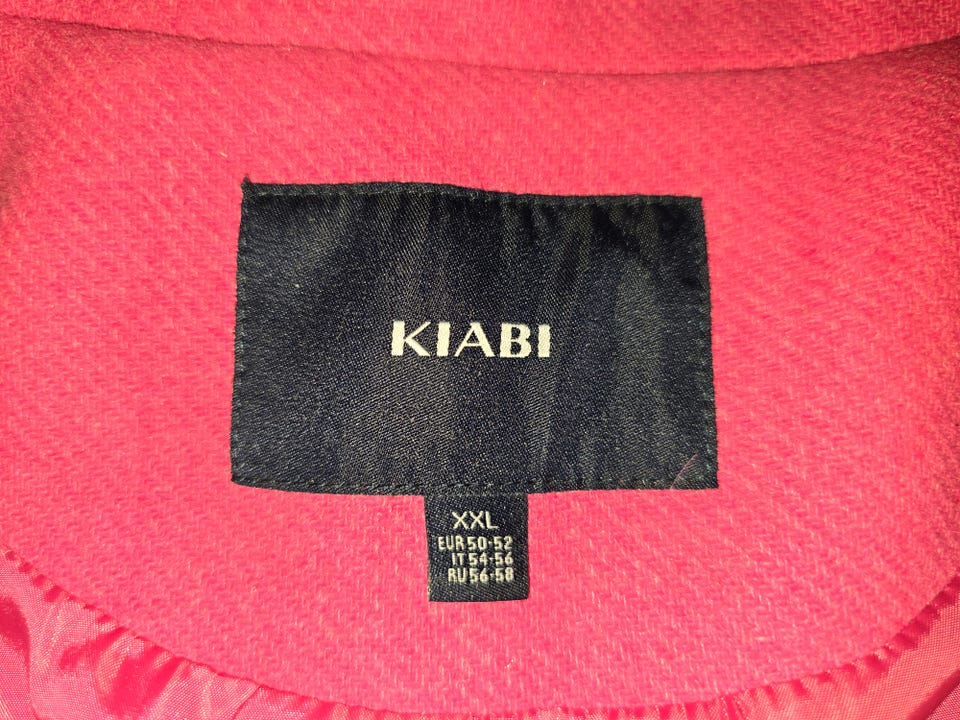 KIABI
XXL
EUR 50-52
IT 54-56
RU 56-58